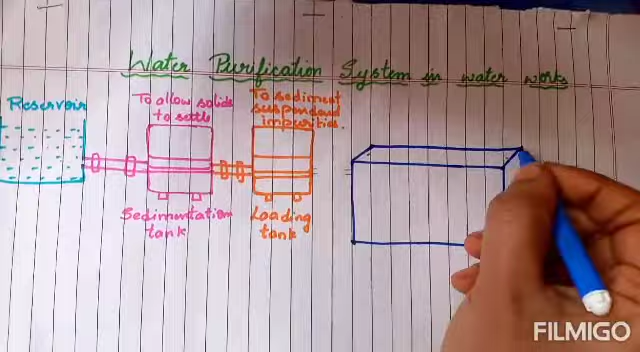 Water Purification System in water works
Reservoir
To allow solids
to settle
Sedimentation
tank
To sediment
suspended
impurities.
Loading
tank
FILMIGO